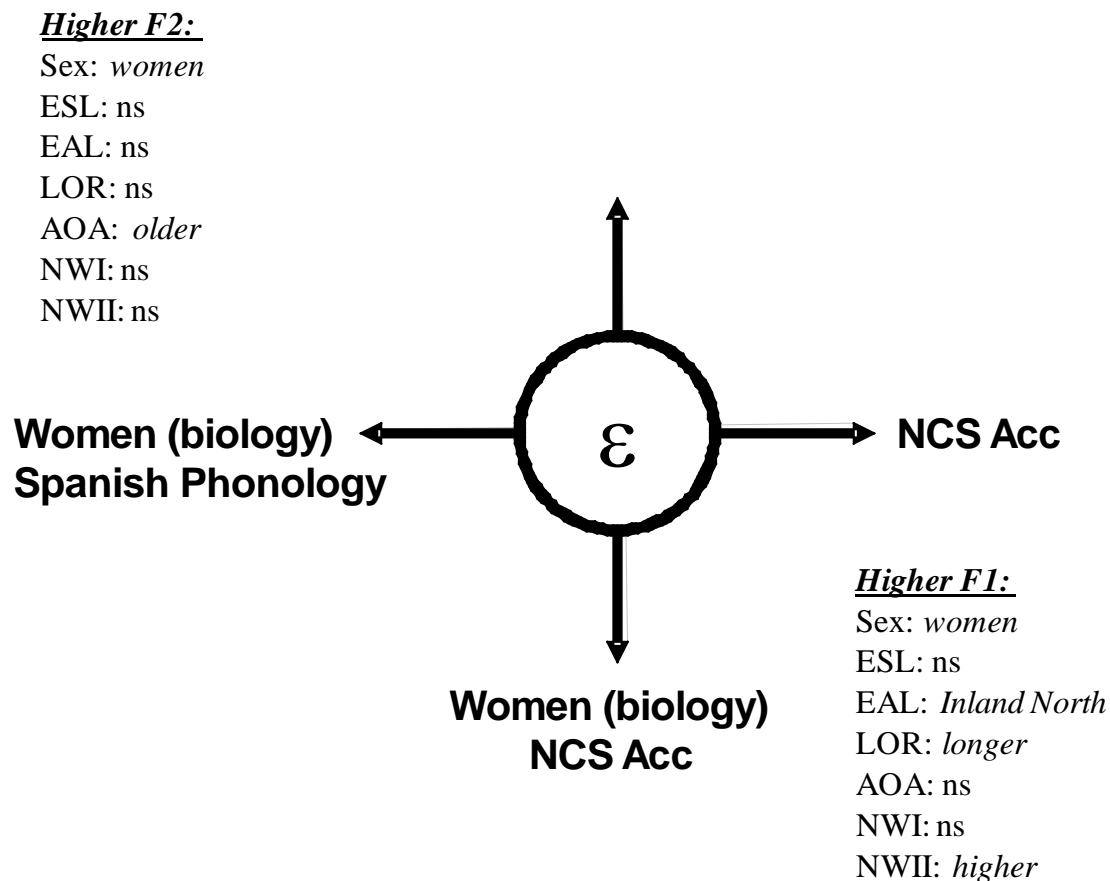 Higher F2:
Sex: women
ESL: ns
EAL: ns
LOR: ns
AOA: older
NWI: ns
NWII: ns
Women (biology)
Spanish Phonology
ε
NCS Acc
Women (biology)
NCS Acc
Higher F1:
Sex: women
ESL: ns
EAL: Inland North
LOR: longer
AOA: ns
NWI: ns
NWII: higher